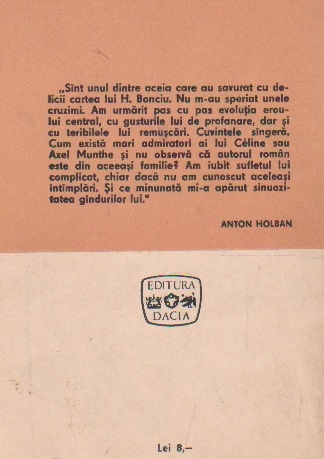 „Sînt unul dintre aceia care au savurat cu de-
licii cartea lui H. Bonciu. Nu m-au speriat unele
cruzimi. Am urmărit pas cu pas evoluția erou-
lui central, cu gusturile lui de profanare, dar și
cu teribilele lui remușcări. Cuvintele sîngeră.
Cum există mari admiratori ai lui Céline sau
Axel Munthe și nu observă că autorul român
este din aceeași familie? Am iubit sufletul lui
complicat, chiar dacă nu am cunoscut aceleași
întîmplări. Și ce minunată mi-a apărut sinuozi-
tatea gîndurilor lui."
ANTON HOLBAN
EDITURA
DACIA
Lei 8,—